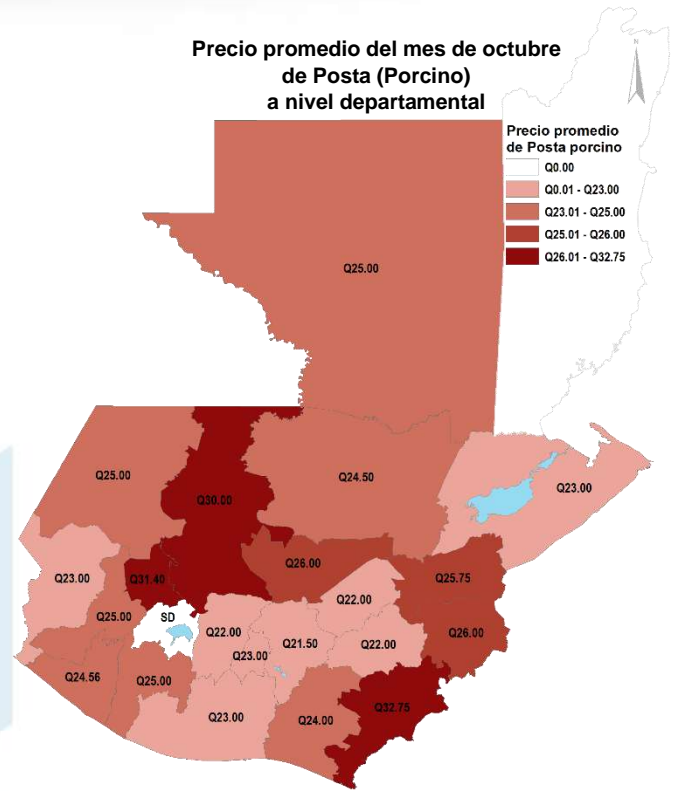 Precio promedio del mes de octubre
de Posta (Porcino)
a nivel departamental
N
Precio promedio
de Posta porcino
Q0.00
Q0.01 - Q23.00
Q23.01 - Q25.00
Q25.01 - Q26.00
Q26.01 - Q32.75
Q25.00
Q25.00
Q30.00
Q24.50
Q23.00
Q23.00
Q31.40
Q26.00
Q25.75
Q25.00
SD
Q22.00
Q22.00
Q23.00
Q21.50
Q22.00
Q26.00
Q24.56
Q25.00
Q23.00
Q24.00
Q32.75